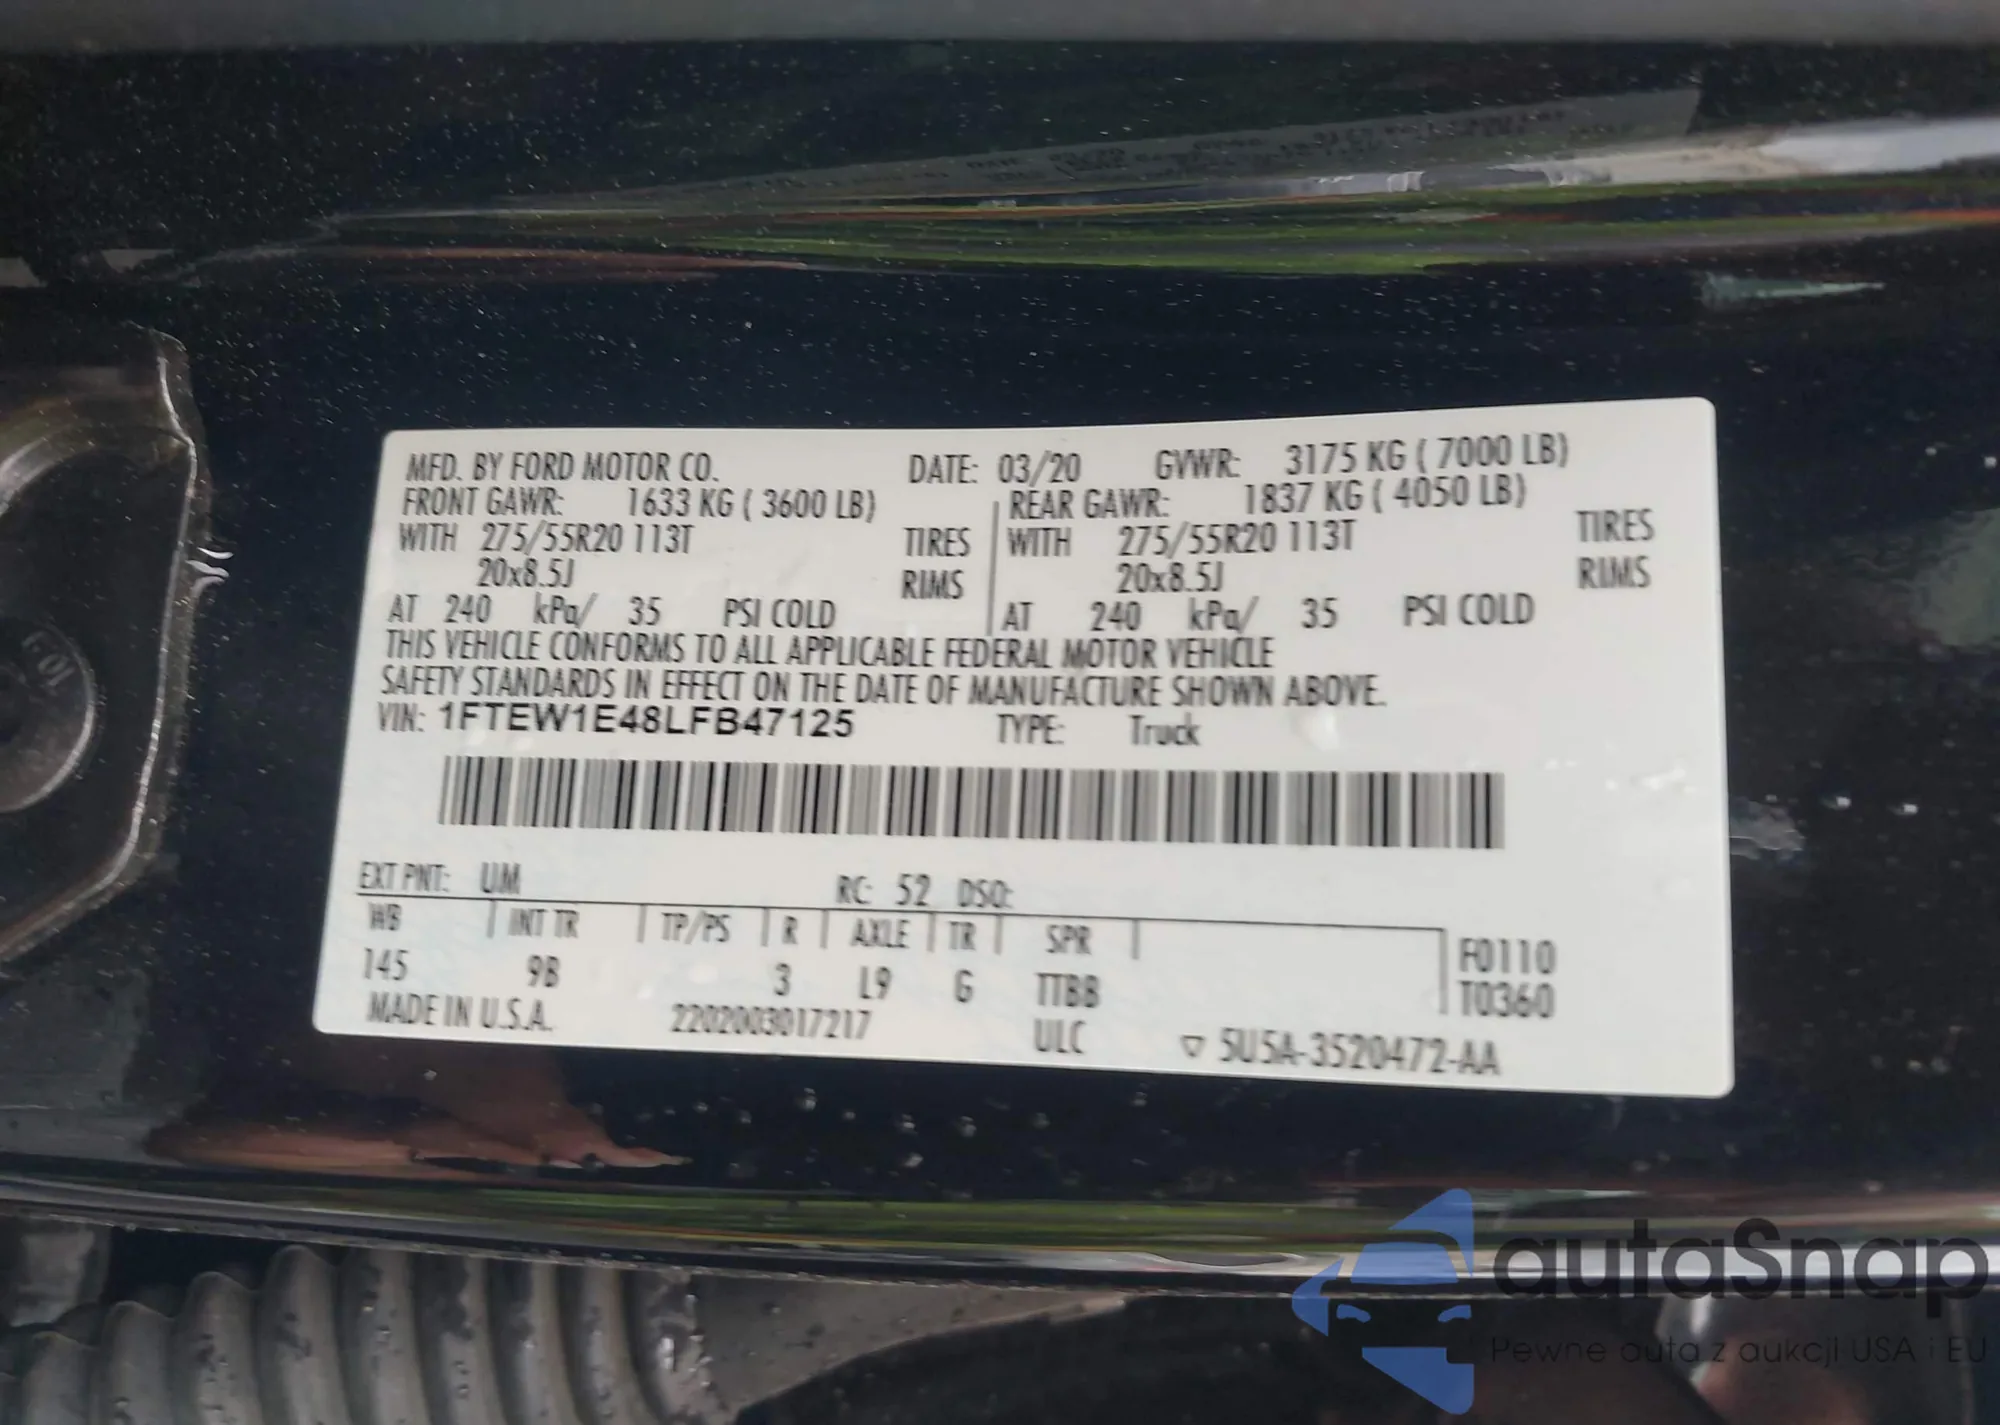 MFD. BY FORD MOTOR CO. DATE: 03/20 GVWR: 3175 KG ( 7000 LB)
FRONT GAWR: 1633 KG ( 3600 LB) REAR GAWR: 1837 KG ( 4050 LB)
WITH 275/55R20 113T TIRES WITH 275/55R20 113T TIRES
20x8.5J RIMS 20x8.5J RIMS
AT 240 kPa/ 35 PSI COLD AT 240 kPa/ 35 PSI COLD
THIS VEHICLE CONFORMS TO ALL APPLICABLE FEDERAL MOTOR VEHICLE
SAFETY STANDARDS IN EFFECT ON THE DATE OF MANUFACTURE SHOWN ABOVE.
VIN: 1FTEW1E48LFB47125 TYPE: Truck
EXT PNT: UM RC: 52 DSO:
WB INT TR TP/PS R AXLE TR SPR
145 9B 3 L9 G TTBB
F0110
T0360
MADE IN U.S.A. 2202003017217 ULC ▽ 5U5A-3520472-AA
autaSnap
Pewne auta z aukcji USA i EU